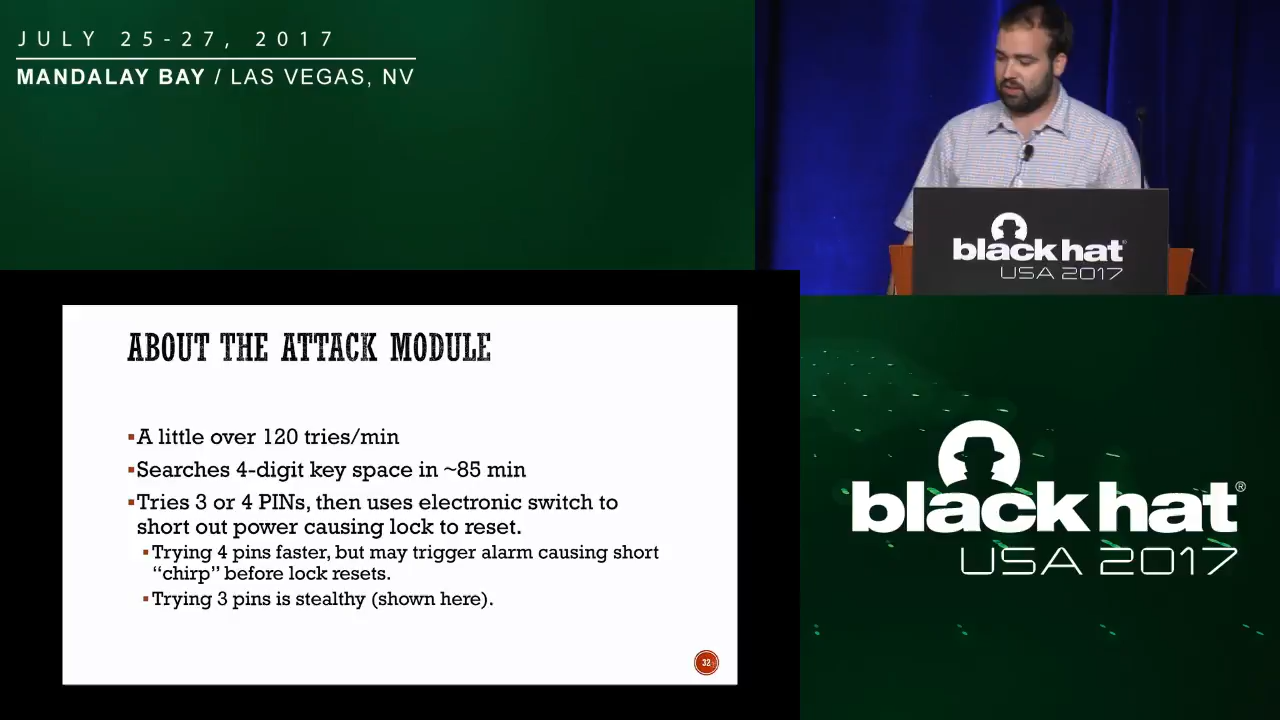 JULY 25-27, 2017
MANDALAY BAY / LAS VEGAS, NV
black hat
USA 2017
ABOUT THE ATTACK MODULE
▪A little over 120 tries/min
▪Searches 4-digit key space in ~85 min
▪Tries 3 or 4 PINs, then uses electronic switch to
short out power causing lock to reset.
▪Trying 4 pins faster, but may trigger alarm causing short
“chirp” before lock resets.
▪Trying 3 pins is stealthy (shown here).
32
black hat®
USA 2017